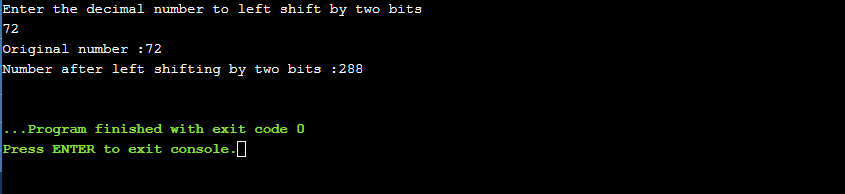 Enter the decimal number to left shift by two bits
72
Original number :72
Number after left shifting by two bits :288
...Program finished with exit code 0
Press ENTER to exit console.